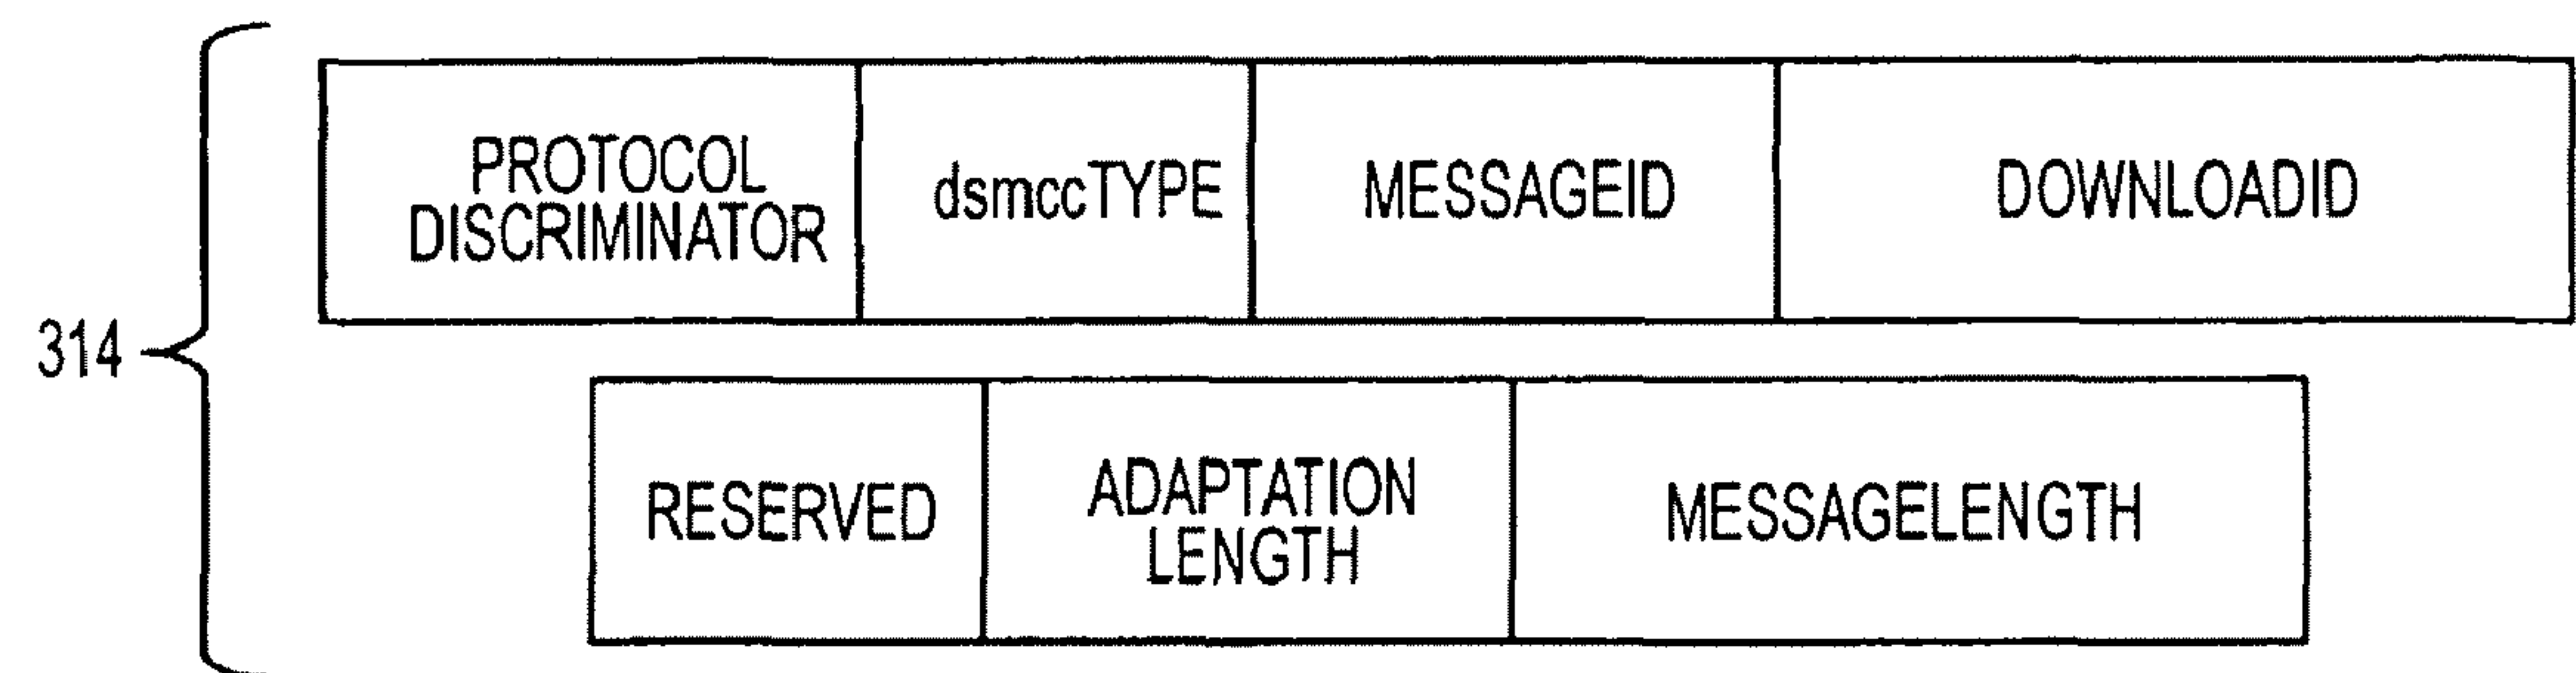 PROTOCOL
DISCRIMINATOR
dsmccTYPE
MESSAGEID
DOWNLOADID
314
RESERVED
ADAPTATION
LENGTH
MESSAGELENGTH